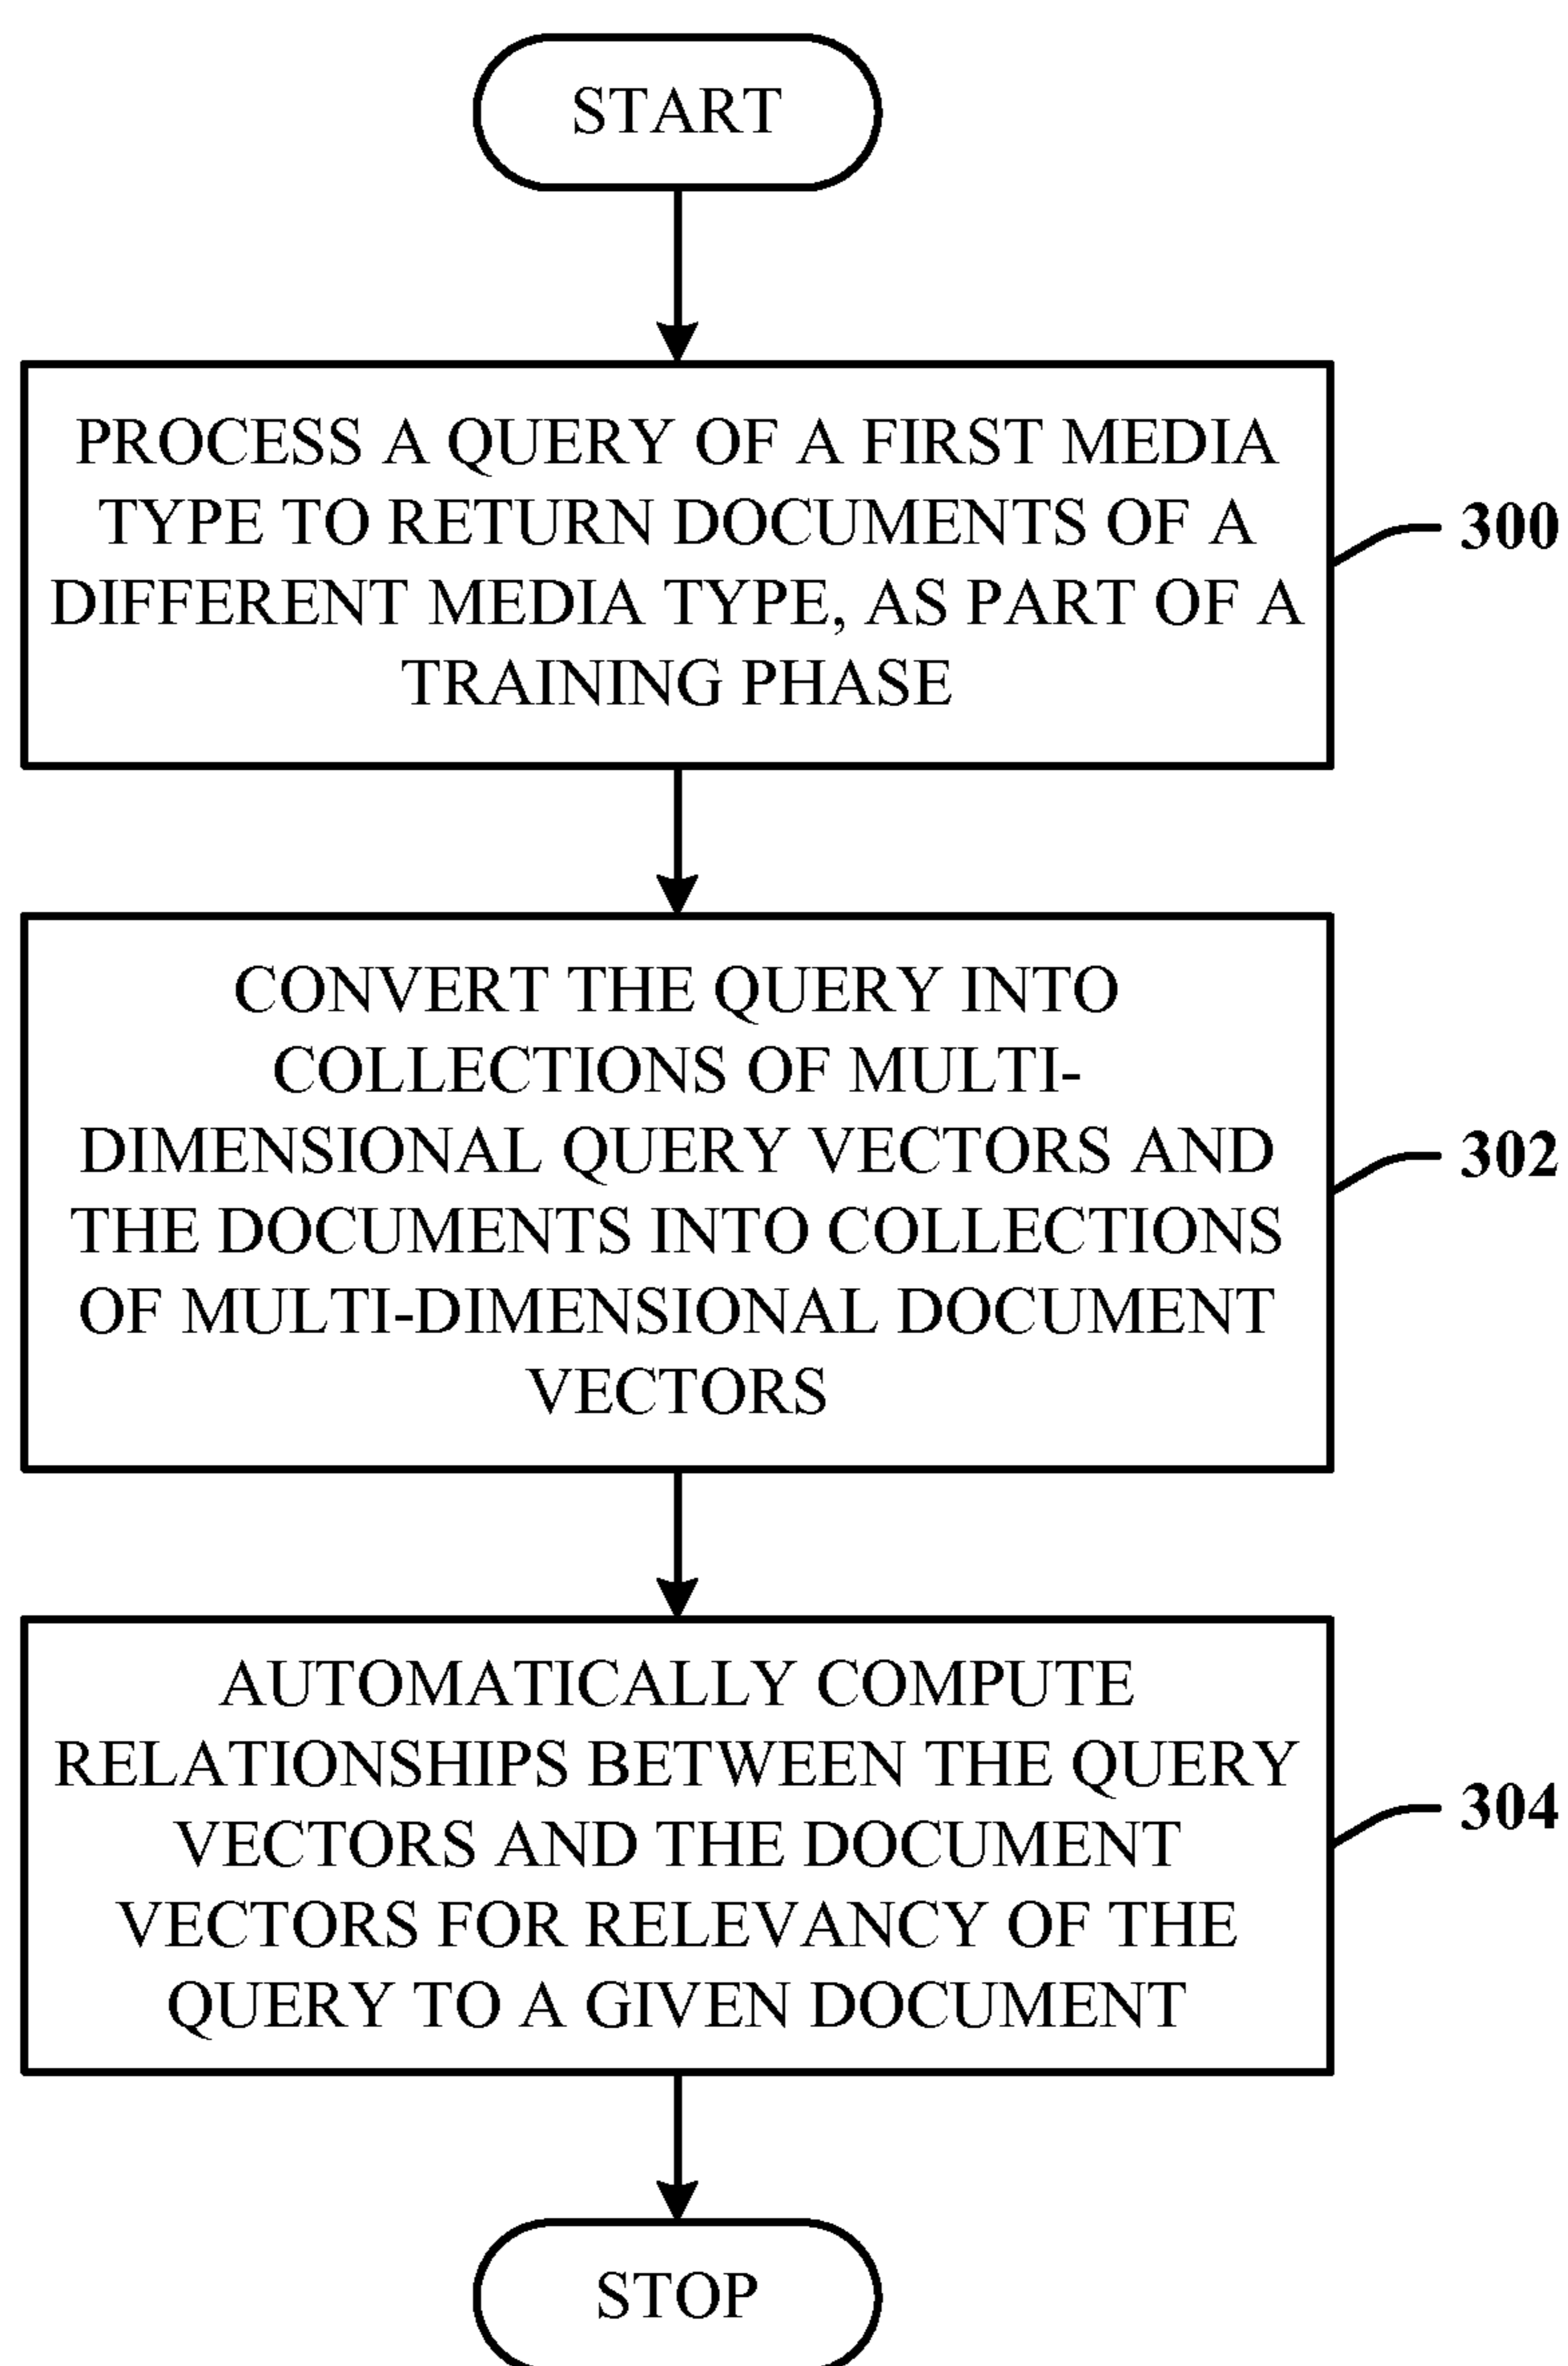 START
PROCESS A QUERY OF A FIRST MEDIA
TYPE TO RETURN DOCUMENTS OF A
DIFFERENT MEDIA TYPE, AS PART OF A
TRAINING PHASE
300
CONVERT THE QUERY INTO
COLLECTIONS OF MULTI-
DIMENSIONAL QUERY VECTORS AND
THE DOCUMENTS INTO COLLECTIONS
OF MULTI-DIMENSIONAL DOCUMENT
VECTORS
302
AUTOMATICALLY COMPUTE
RELATIONSHIPS BETWEEN THE QUERY
VECTORS AND THE DOCUMENT
VECTORS FOR RELEVANCY OF THE
QUERY TO A GIVEN DOCUMENT
304
STOP